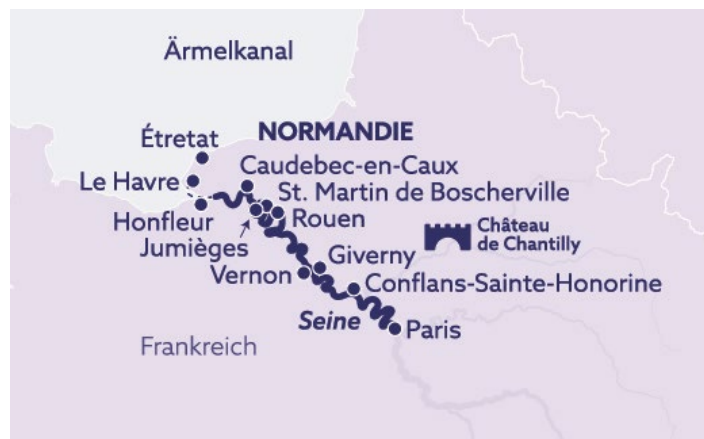 Ärmelkanal
Étretat
NORMANDIE
Caudebec-en-Caux
Le Havre
St. Martin de Boscherville
Honfleur
Rouen
Jumièges
Château
de Chantilly
Giverny
Vernon
Conflans-Sainte-Honorine
Seine
Paris
Frankreich